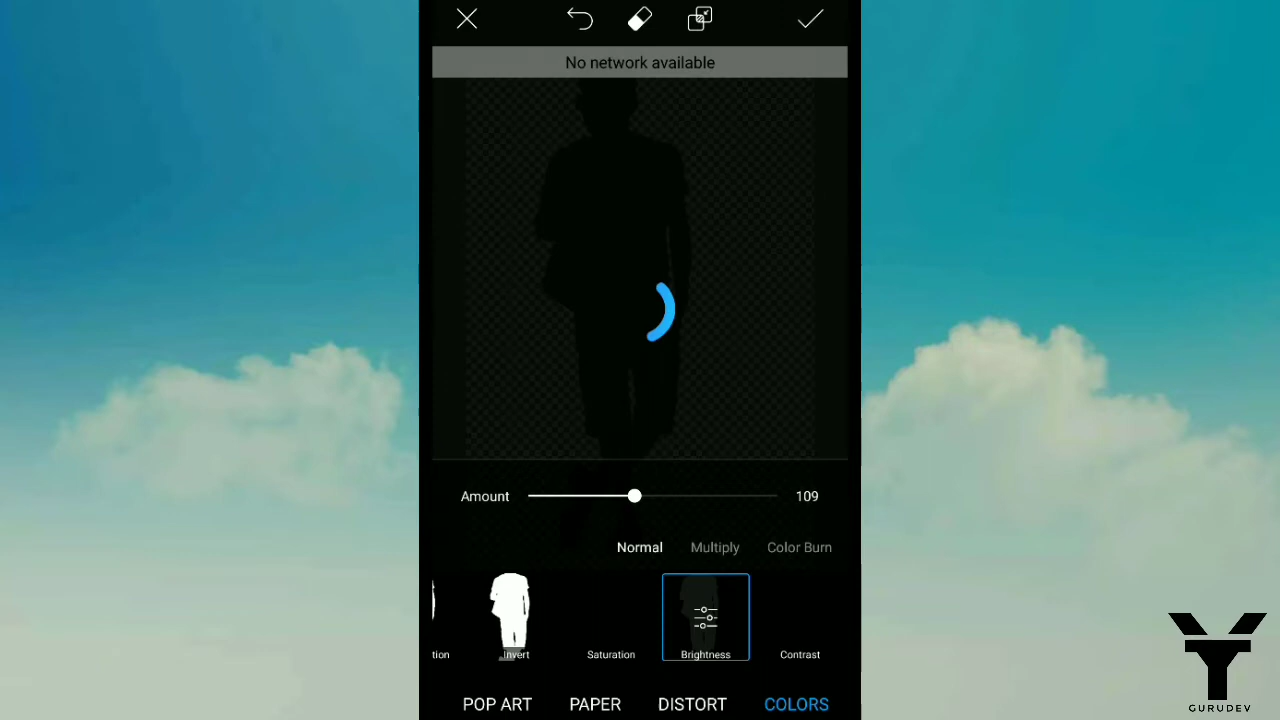 No network available
Amount 109
Normal Multiply Color Burn
tion Invert Saturation Brightness Contrast
POP ART PAPER DISTORT COLORS
GURUDEV